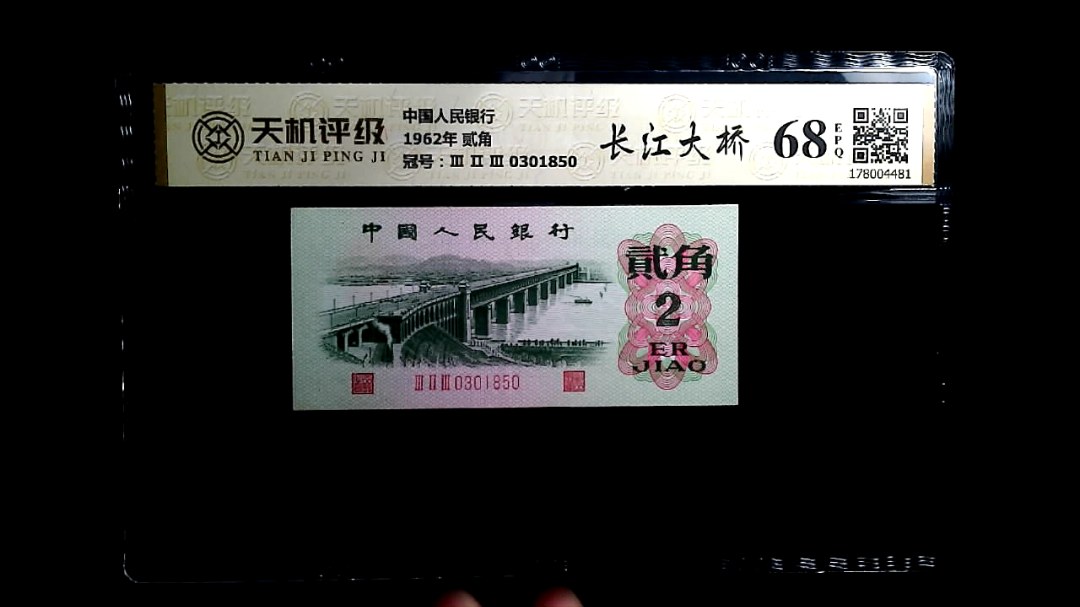 天机评级
TIAN JI PING JI
中国人民银行
1962年 贰角
冠号：Ⅲ Ⅱ Ⅲ 0301850
长江大桥
68
EPQ
178004481
中國人民銀行
貳角
2
ER
JIAO
Ⅲ Ⅱ Ⅲ 0301850